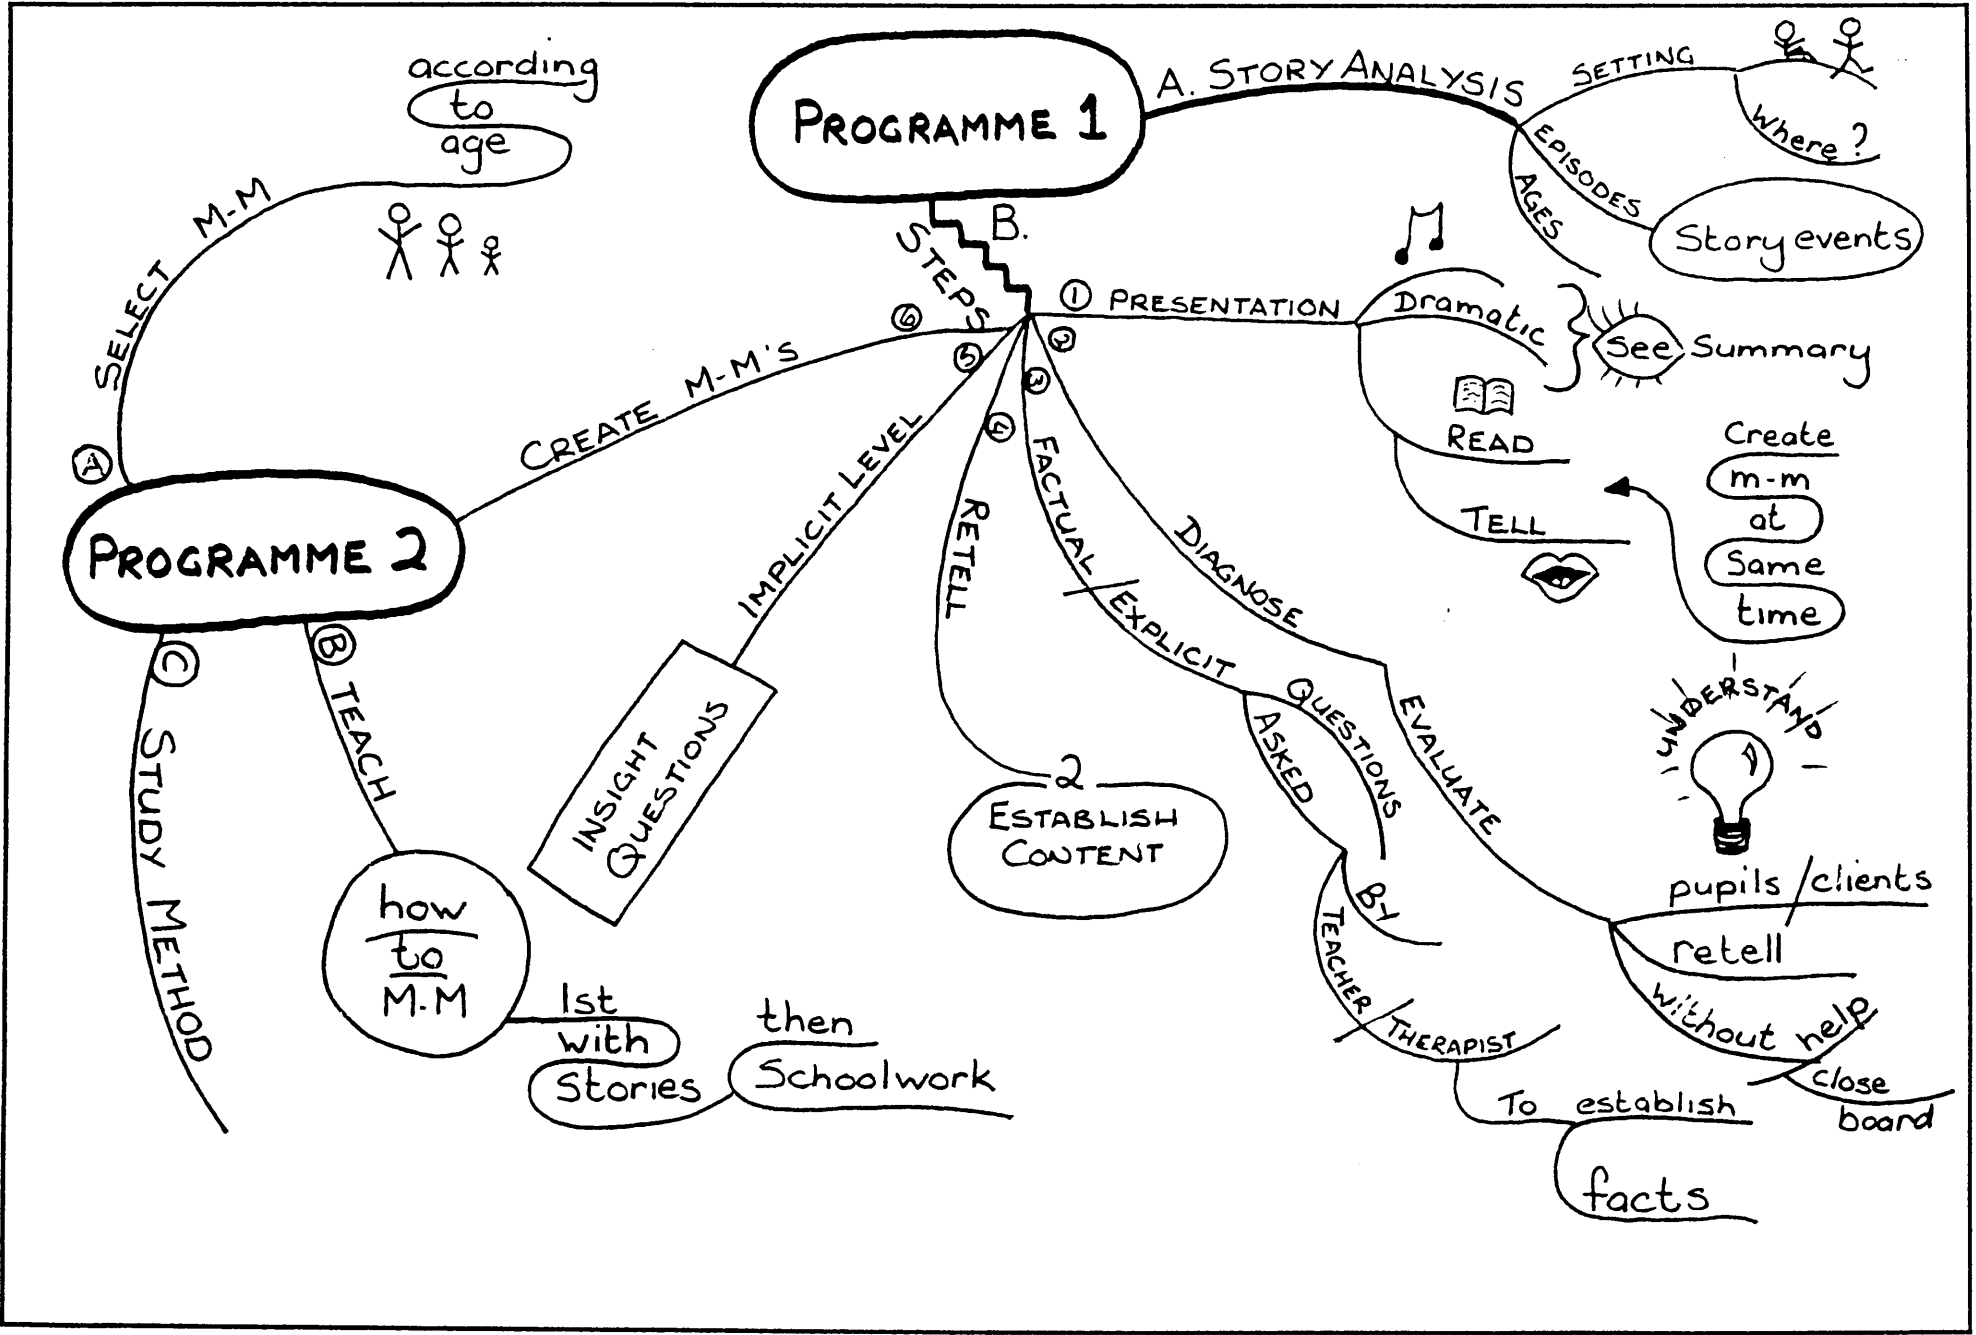 PROGRAMME 1
A. STORY ANALYSIS
SETTING
Where?
EPISODES
Story events
AGES
B.
STEPS
① PRESENTATION
Dramatic
See Summary
READ
TELL
Create
m-m
at
Same
time
②
DIAGNOSE
EVALUATE
UNDERSTAND
pupils/clients
retell
without help
close
board
③
FACTUAL/EXPLICIT
QUESTIONS
ASKED
BY
TEACHER/THERAPIST
To establish
facts
④
RETELL
2
ESTABLISH
CONTENT
⑤
IMPLICIT LEVEL
INSIGHT
QUESTIONS
⑥
CREATE M-M'S
PROGRAMME 2
Ⓐ
SELECT M-M
according
to
age
Ⓑ TEACH
how
to
M-M
1st
with
Stories
then
Schoolwork
Ⓒ
STUDY METHOD